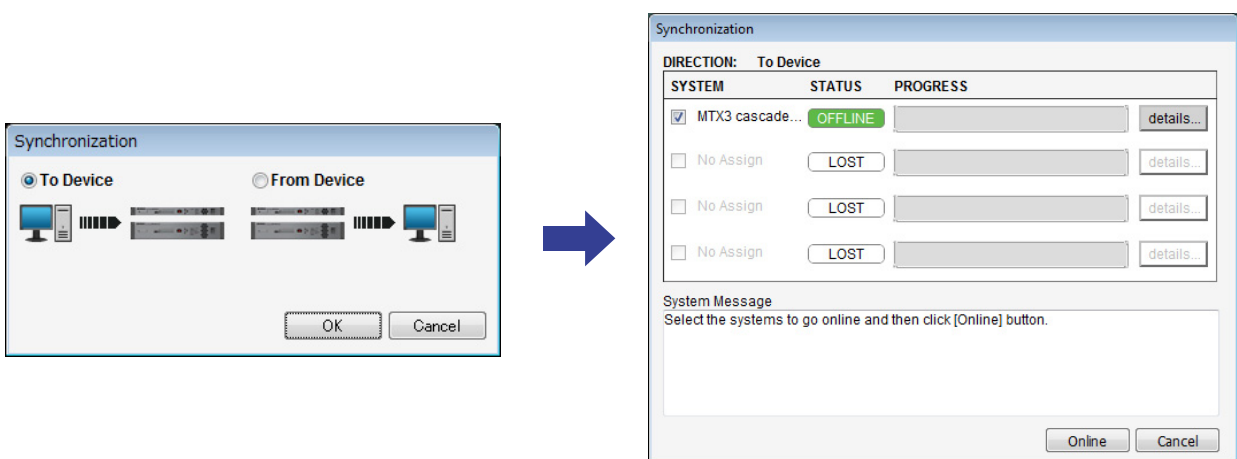 Synchronization
To Device From Device
OK Cancel
Synchronization
DIRECTION: To Device
SYSTEM STATUS PROGRESS
MTX3 cascade... OFFLINE details...
No Assign LOST details...
No Assign LOST details...
No Assign LOST details...
System Message
Select the systems to go online and then click [Online] button.
Online Cancel